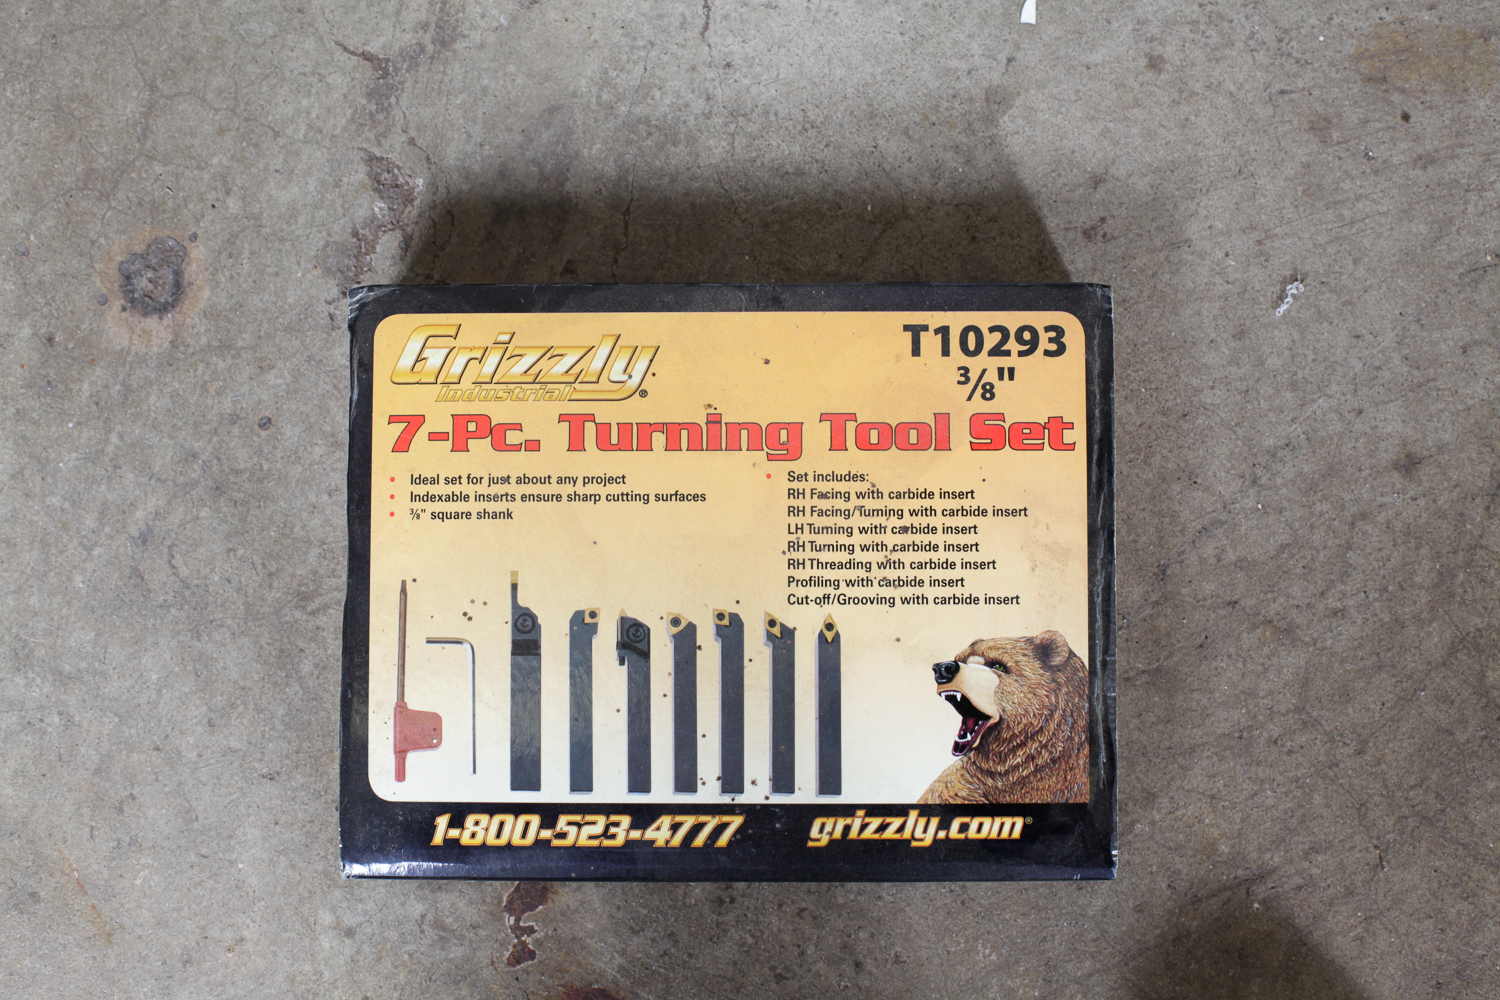 Grizzly
Industrial®
T10293
3/8"
7-Pc. Turning Tool Set
• Ideal set for just about any project
• Indexable inserts ensure sharp cutting surfaces
• 3/8" square shank
• Set includes:
RH Facing with carbide insert
RH Facing/Turning with carbide insert
LH Turning with carbide insert
RH Turning with carbide insert
RH Threading with carbide insert
Profiling with carbide insert
Cut-off/Grooving with carbide insert
1-800-523-4777
grizzly.com®